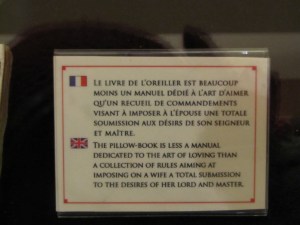 LE LIVRE DE L'OREILLER EST BEAUCOUP
MOINS UN MANUEL DÉDIÉ À L'ART D'AIMER
QU'UN RECUEIL DE COMMANDEMENTS
VISANT À IMPOSER À L'ÉPOUSE UNE TOTALE
SOUMISSION AUX DÉSIRS DE SON SEIGNEUR
ET MAÎTRE.
THE PILLOW-BOOK IS LESS A MANUAL
DEDICATED TO THE ART OF LOVING THAN
A COLLECTION OF RULES AIMING AT
IMPOSING ON A WIFE A TOTAL SUBMISSION
TO THE DESIRES OF HER LORD AND MASTER.